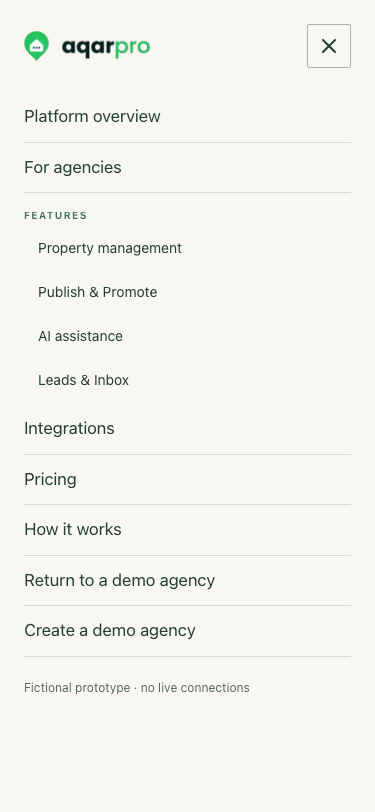 aqarpro
Platform overview
For agencies
FEATURES
Property management
Publish & Promote
AI assistance
Leads & Inbox
Integrations
Pricing
How it works
Return to a demo agency
Create a demo agency
Fictional prototype · no live connections